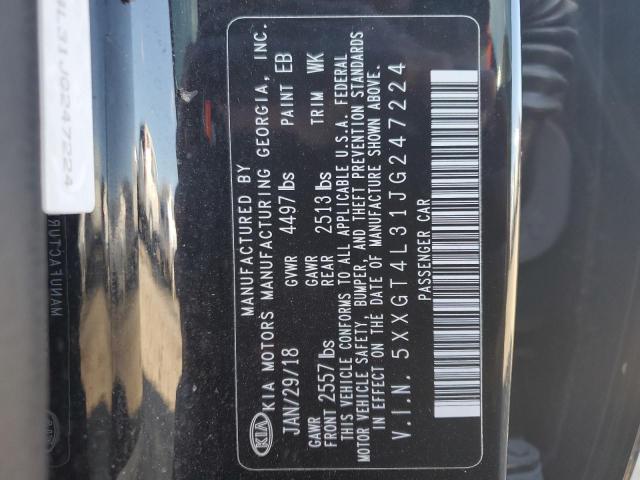 KIA
MANUFACTURED BY
KIA MOTORS MANUFACTURING GEORGIA, INC.
JAN/29/18 GVWR 4497 lbs PAINT EB
GAWR FRONT 2557 lbs GAWR REAR 2513 lbs TRIM WK
THIS VEHICLE CONFORMS TO ALL APPLICABLE U.S.A. FEDERAL
MOTOR VEHICLE SAFETY, BUMPER, AND THEFT PREVENTION STANDARDS
IN EFFECT ON THE DATE OF MANUFACTURE SHOWN ABOVE.
V.I.N. 5XXGT4L31JG247224
PASSENGER CAR
L31JG247224